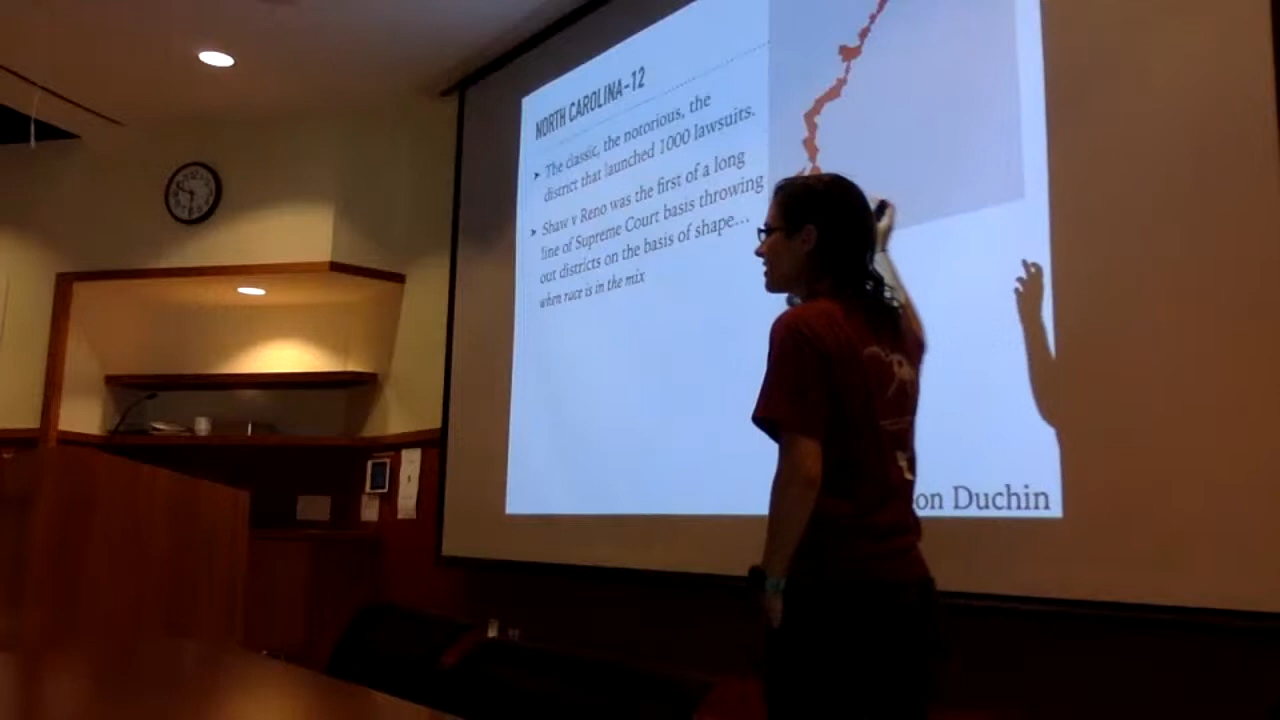 NORTH CAROLINA-12
➤ The classic, the notorious, the
district that launched 1000 lawsuits.
➤ Shaw v Reno was the first of a long
line of Supreme Court basis throwing
out districts on the basis of shape...
when race is in the mix
on Duchin